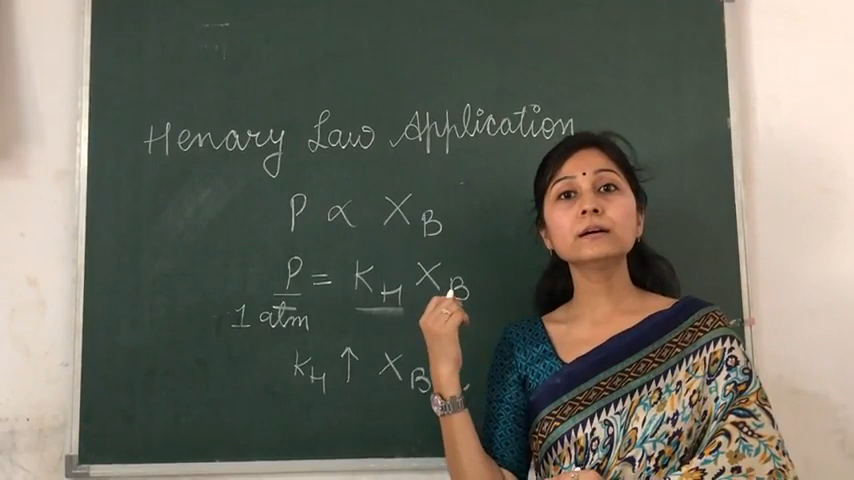 Henary Law Application
P ∝ X_B
P = K_H X_B
1 atm
K_H ↑ X_B